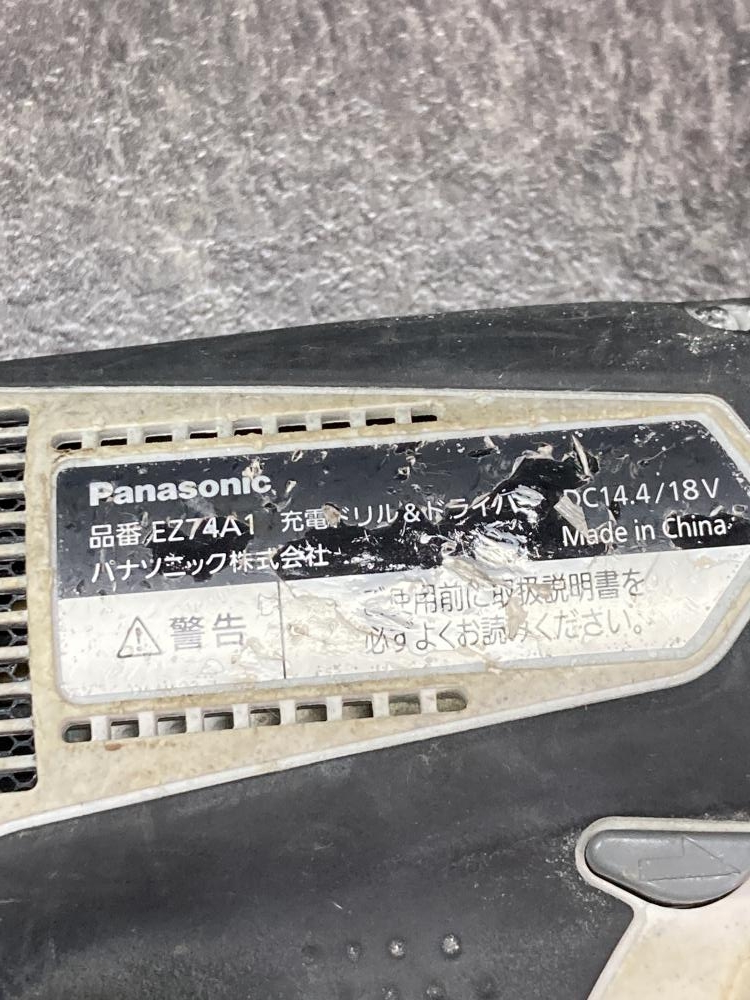 Panasonic
品番 EZ74A1 充電ドリル&ドライバー DC14.4/18V
パナソニック株式会社 Made in China
警告 ご使用前に取扱説明書を
必ずよくお読みください。